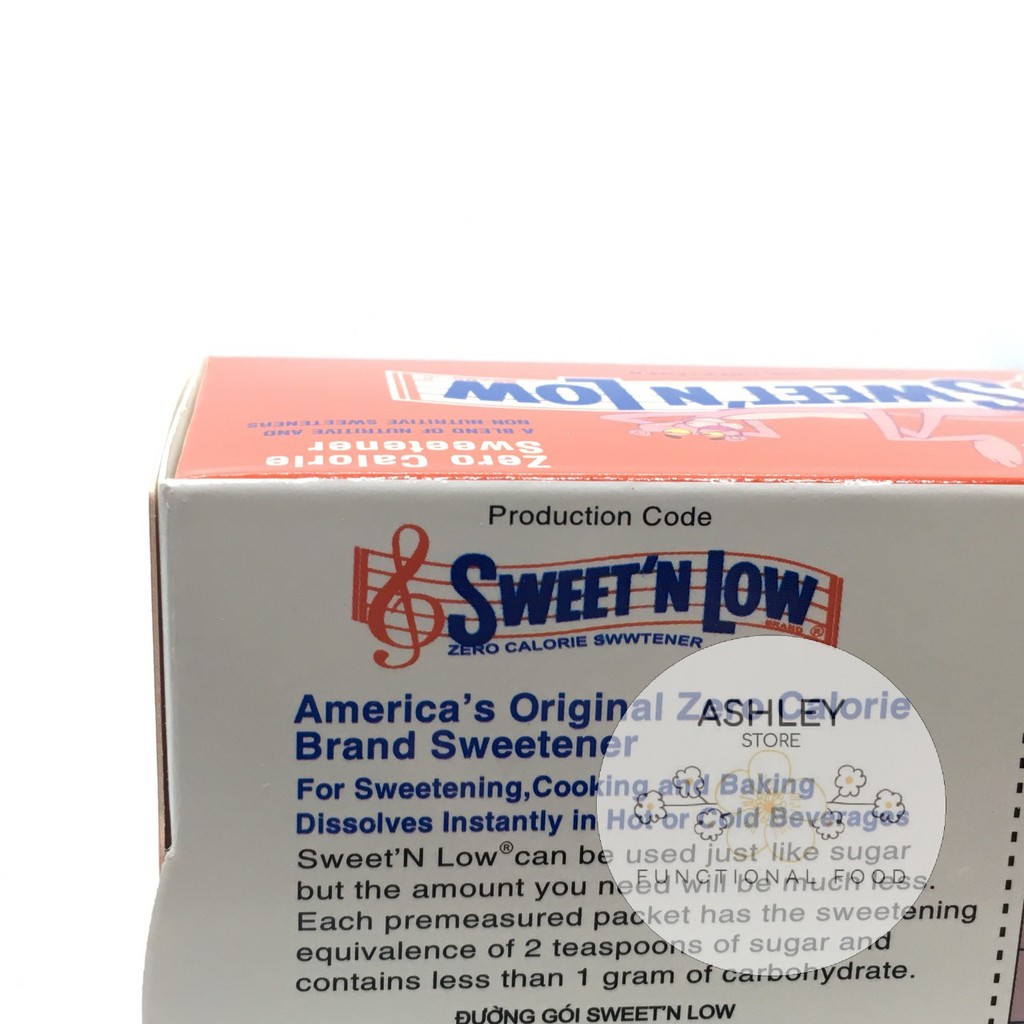 SWEET'N LOW
A BLEND OF NUTRITIVE AND
NON NUTRITIVE SWEETENERS
Zero Calorie
Sweetener
Production Code
SWEET'N LOW
BRAND ®
ZERO CALORIE SWWTENER
America's Original Zero Calorie
Brand Sweetener
For Sweetening,Cooking and Baking
Dissolves Instantly in Hot or Cold Beverages
Sweet'N Low®can be used just like sugar
but the amount you need will be much less.
Each premeasured packet has the sweetening
equivalence of 2 teaspoons of sugar and
contains less than 1 gram of carbohydrate.
ĐƯỜNG GÓI SWEET'N LOW
ASHLEY
STORE
FUNCTIONAL FOOD